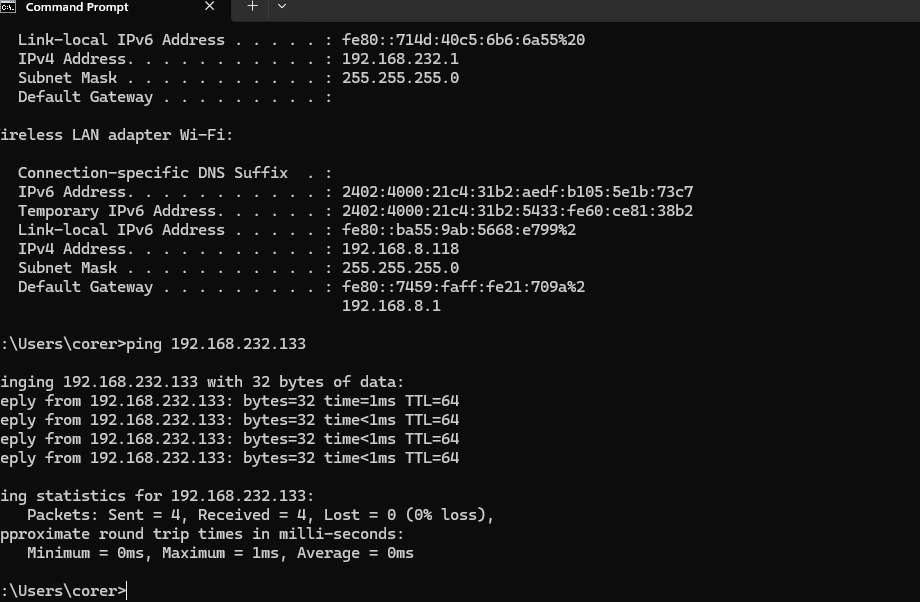 Command Prompt
Link-local IPv6 Address . . . . . : fe80::714d:40c5:6b6:6a55%20
IPv4 Address. . . . . . . . . . . : 192.168.232.1
Subnet Mask . . . . . . . . . . . : 255.255.255.0
Default Gateway . . . . . . . . . :
ireless LAN adapter Wi-Fi:
Connection-specific DNS Suffix  . :
IPv6 Address. . . . . . . . . . . : 2402:4000:21c4:31b2:aedf:b105:5e1b:73c7
Temporary IPv6 Address. . . . . . : 2402:4000:21c4:31b2:5433:fe60:ce81:38b2
Link-local IPv6 Address . . . . . : fe80::ba55:9ab:5668:e799%2
IPv4 Address. . . . . . . . . . . : 192.168.8.118
Subnet Mask . . . . . . . . . . . : 255.255.255.0
Default Gateway . . . . . . . . . : fe80::7459:faff:fe21:709a%2
192.168.8.1
:\Users\corer>ping 192.168.232.133
inging 192.168.232.133 with 32 bytes of data:
eply from 192.168.232.133: bytes=32 time=1ms TTL=64
eply from 192.168.232.133: bytes=32 time<1ms TTL=64
eply from 192.168.232.133: bytes=32 time<1ms TTL=64
eply from 192.168.232.133: bytes=32 time<1ms TTL=64
ing statistics for 192.168.232.133:
Packets: Sent = 4, Received = 4, Lost = 0 (0% loss),
pproximate round trip times in milli-seconds:
Minimum = 0ms, Maximum = 1ms, Average = 0ms
:\Users\corer>